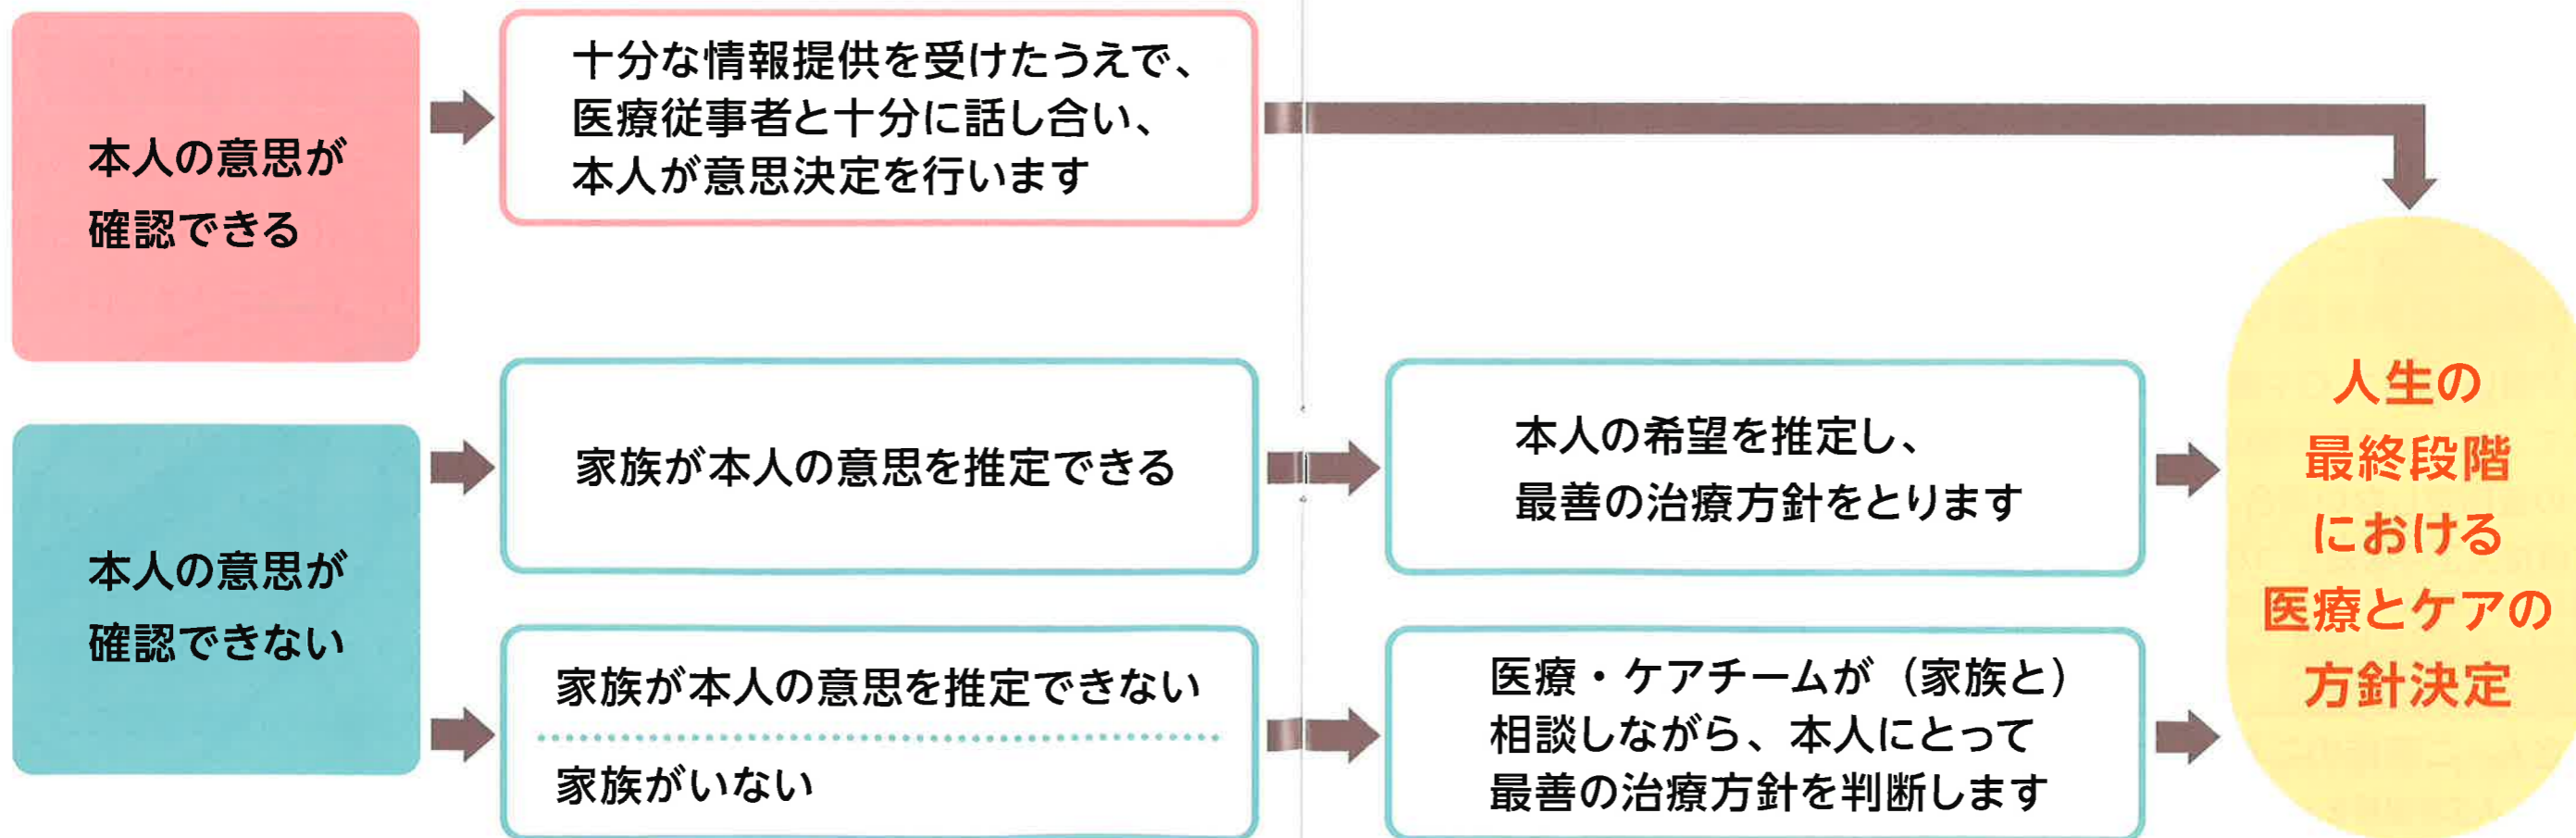 本人の意思が
確認できる
十分な情報提供を受けたうえで、
医療従事者と十分に話し合い、
本人が意思決定を行います
本人の意思が
確認できない
家族が本人の意思を推定できる
本人の希望を推定し、
最善の治療方針をとります
家族が本人の意思を推定できない
家族がいない
医療・ケアチームが（家族と）
相談しながら、本人にとって
最善の治療方針を判断します
人生の
最終段階
における
医療とケアの
方針決定